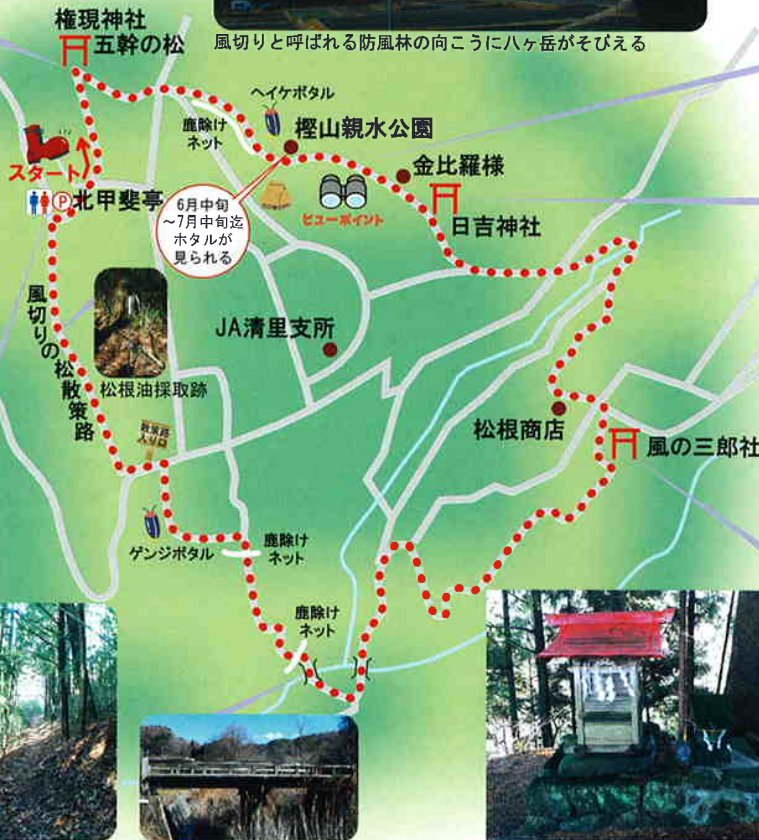 風切りと呼ばれる防風林の向こうに八ヶ岳がそびえる
権現神社
五幹の松
ヘイケボタル
鹿除け
ネット
樫山親水公園
金比羅様
スタート
P
北甲斐亭
6月中旬
～7月中旬迄
ホタルが
見られる
ビューポイント
日吉神社
風切りの松散策路
JA清里支所
松根油採取跡
散策路
入り口
松根商店
風の三郎社
ゲンジボタル
鹿除け
ネット
鹿除け
ネット